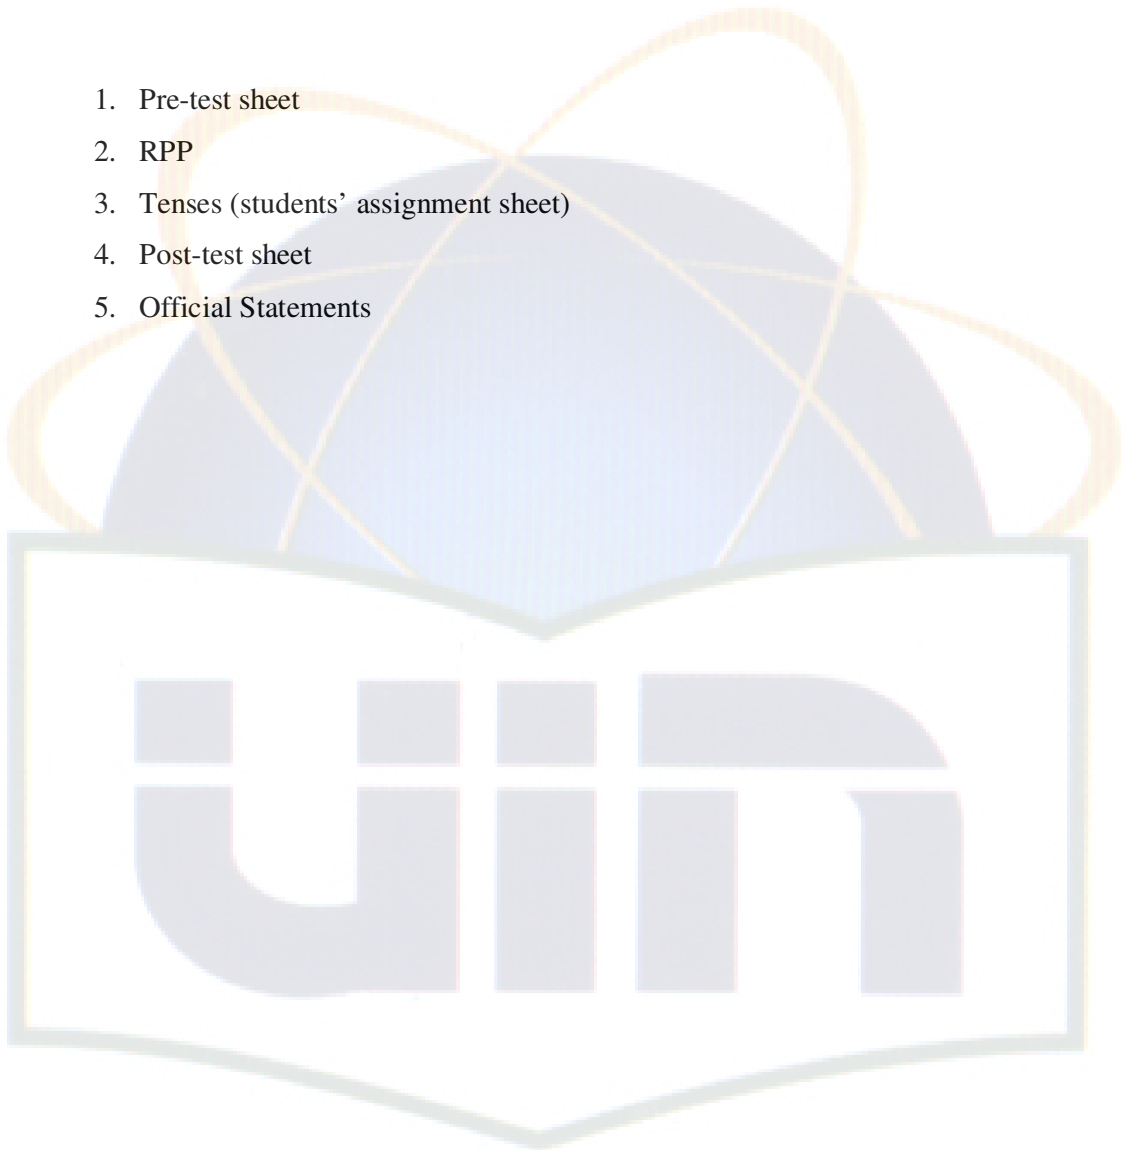 1. Pre-test sheet
2. RPP
3. Tenses (students’ assignment sheet)
4. Post-test sheet
5. Official Statements
uin